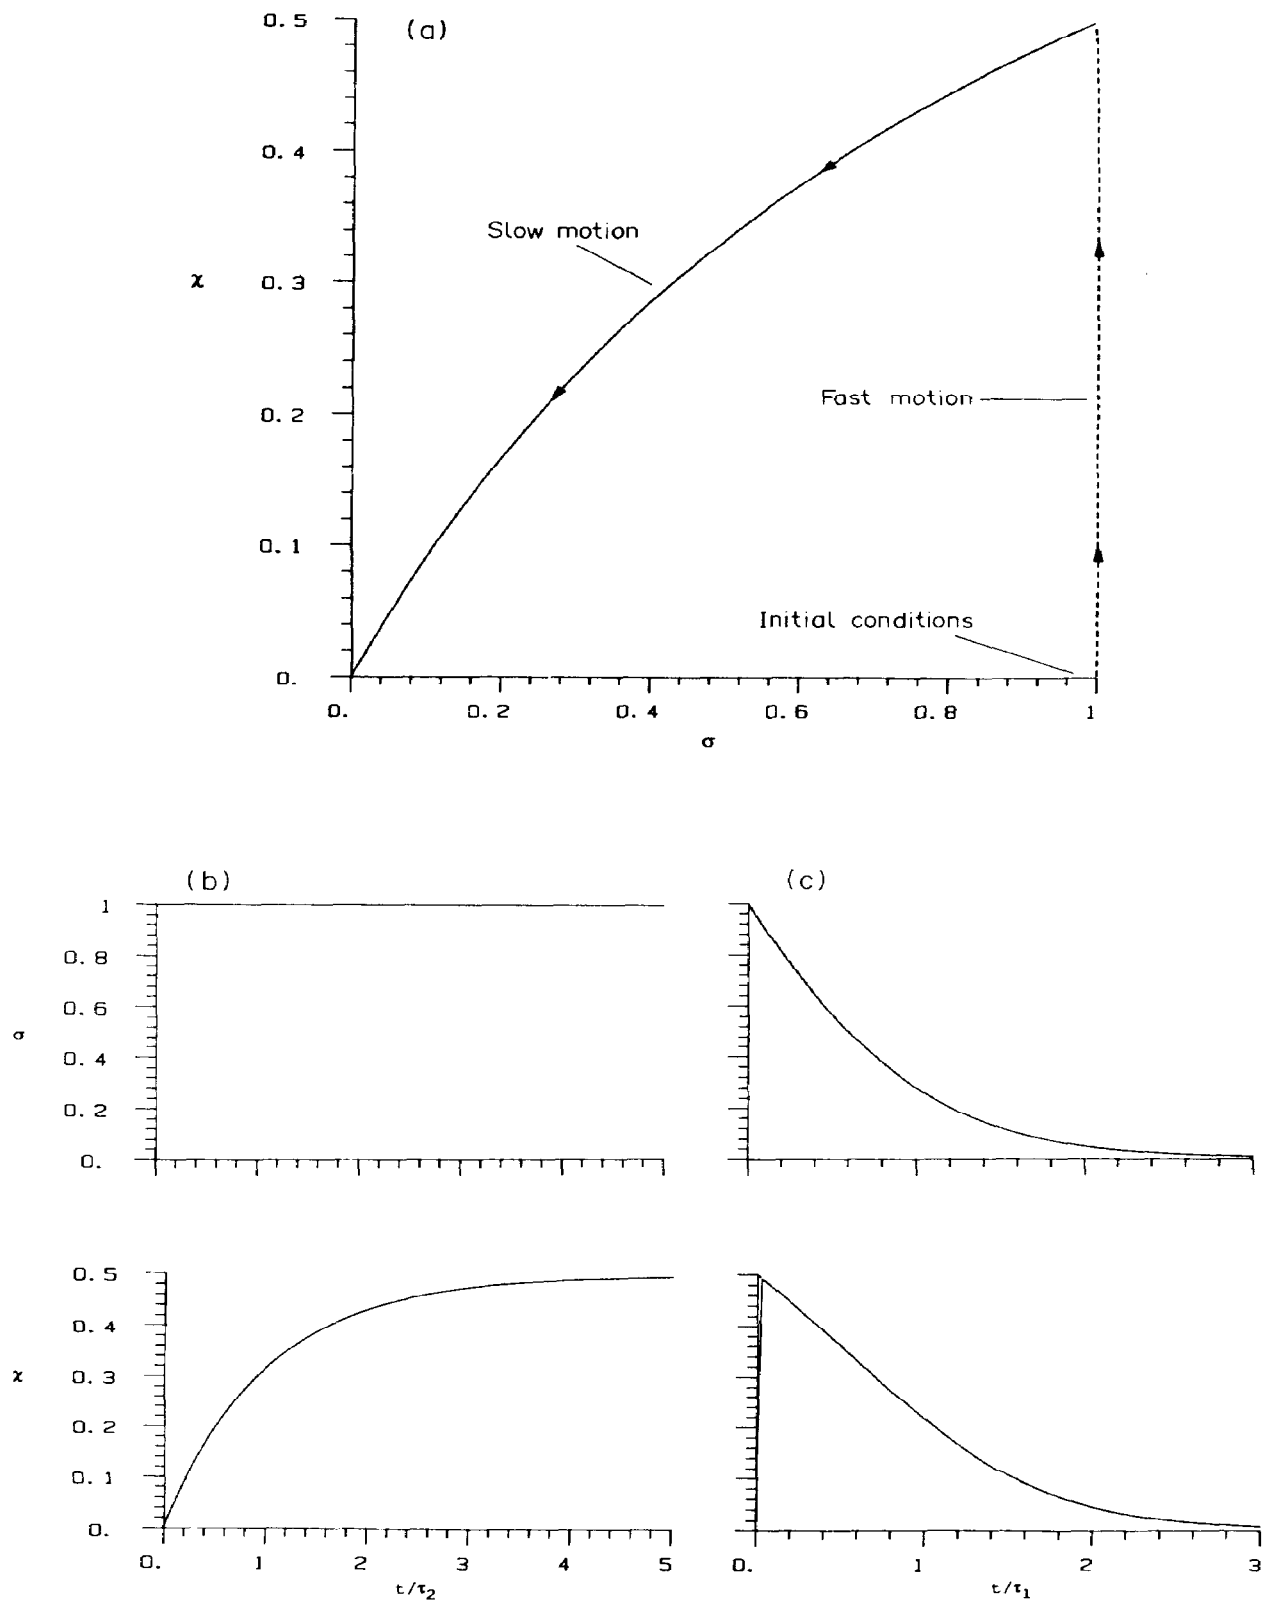 (a)
0.5
0.4
Slow motion
χ
0.3
Fast motion
0.2
0.1
Initial conditions
0.
0. 0.2 0.4 0.6 0.8 1
σ
(b) (c)
1
0.8
0.6
σ
0.4
0.2
0.
0.5
0.4
χ
0.3
0.2
0.1
0.
0. 1 2 3 4 5
t/τ₂
0. 1 2 3
t/τ₁